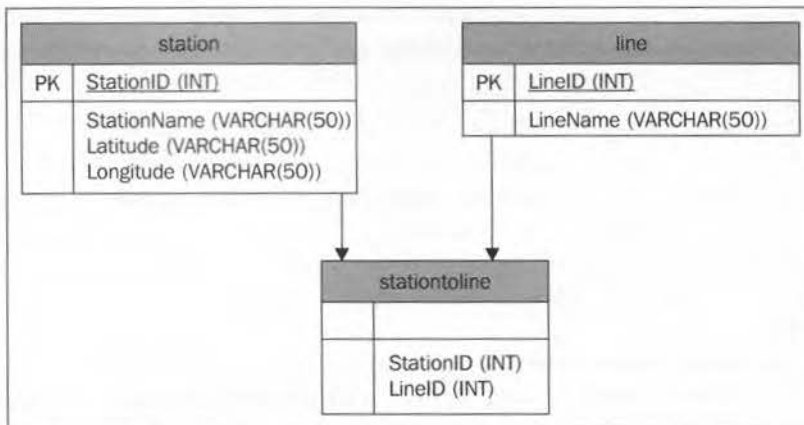 station
PK StationID (INT)
StationName (VARCHAR(50))
Latitude (VARCHAR(50))
Longitude (VARCHAR(50))
line
PK LineID (INT)
LineName (VARCHAR(50))
stationtoline
StationID (INT)
LineID (INT)